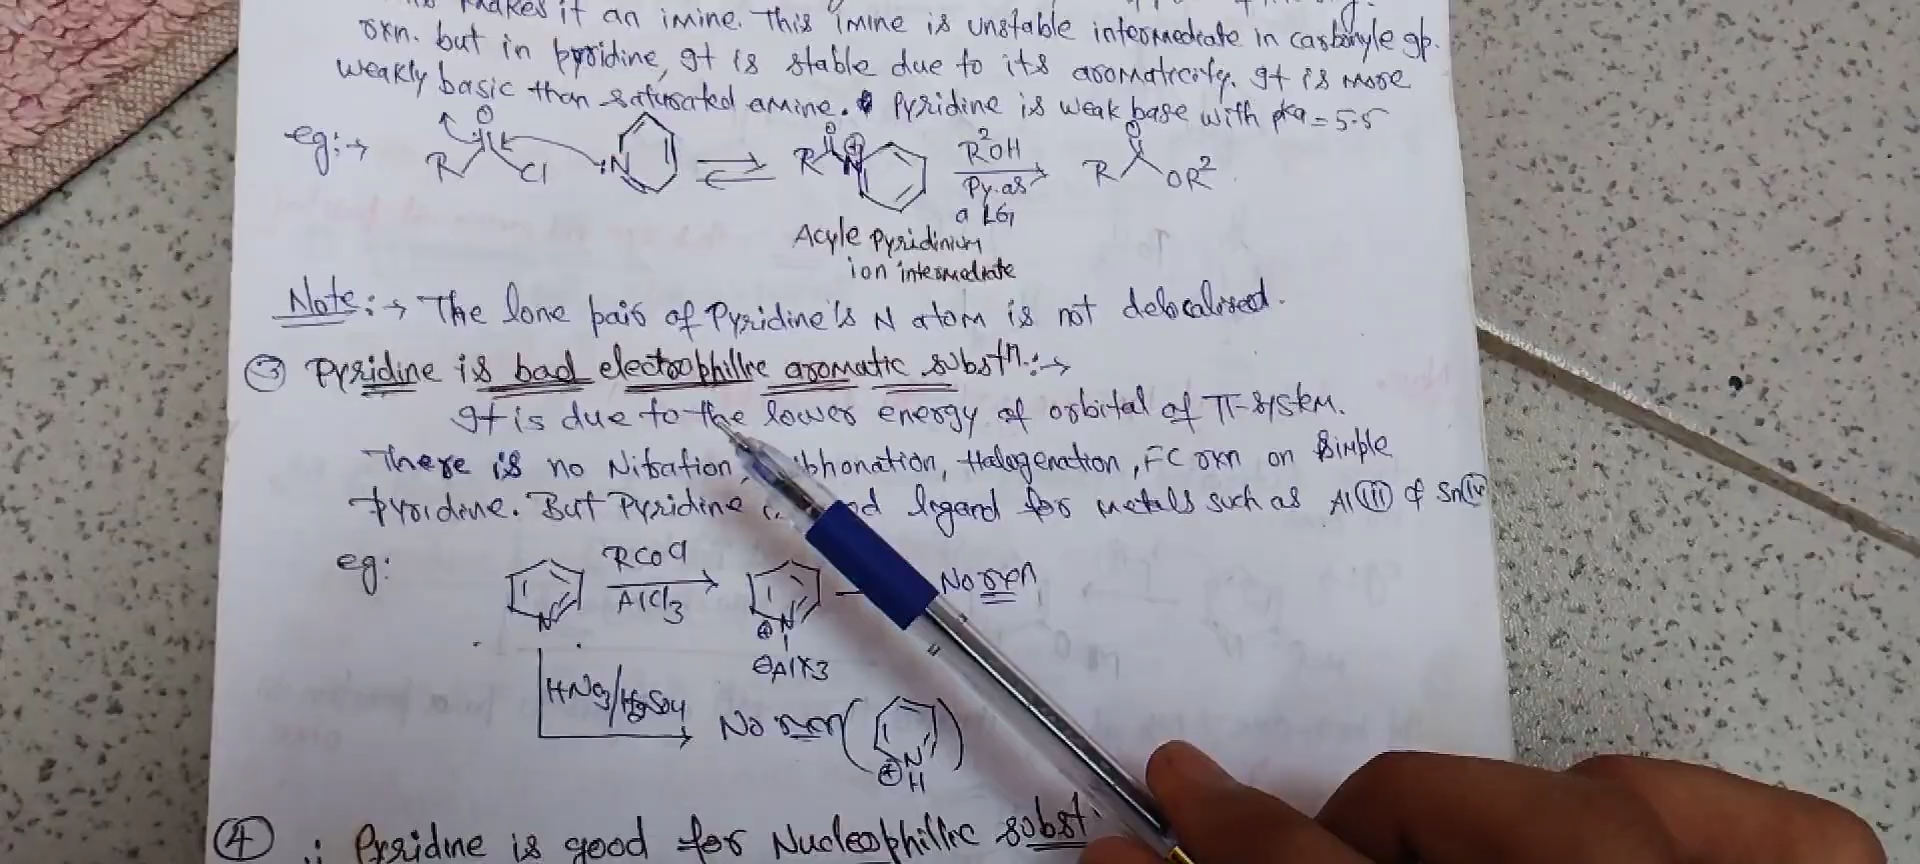 makes it an imine. This imine is unstable intermediate in carbonyle gp.
rxn. but in pyridine, It is stable due to its aromaticity. It is more
weakly basic than saturated amine. Pyridine is weak base with pka = 5.5
eg:→ R O Cl :N ⇌ R O N⊕ R²OH Py. as a LG R O OR²
Acyle pyridinium
ion intermediate
Note:→ The lone pair of Pyridine's N atom is not delocalised.
③ Pyridine is bad electrophillic aromatic substn:→
It is due to the lower energy of orbital of π-system.
There is no Nitration, phonation, Halogenation, FC rxn on simple
pyridine. But Pyridine ligand for metals such as Al(III) & Sn(IV)
eg: N RCOCl AlCl3 ⊕N ⊖AlX3 No rxn
HNO3/H2SO4 No rxn (⊕N H)
④ : Pyridine is good for Nucleophillic subst.